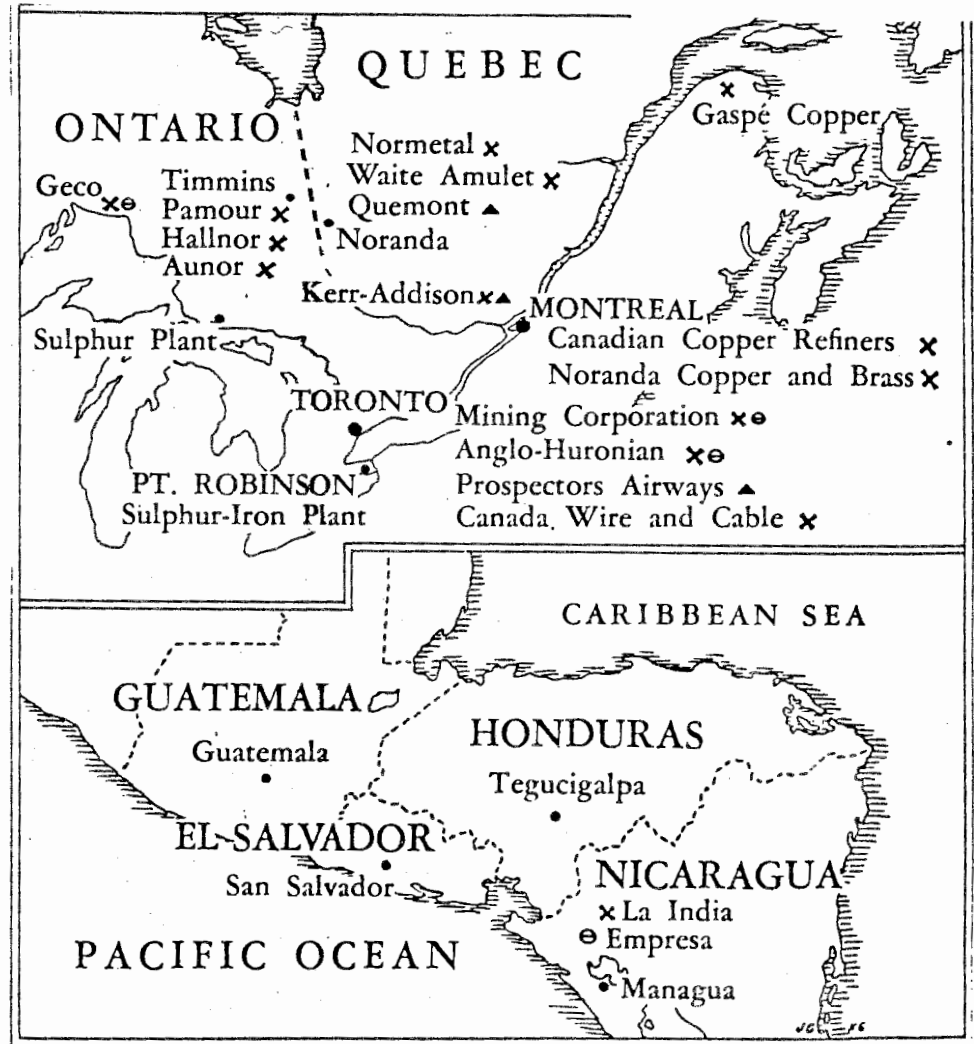 QUEBEC
ONTARIO
Gaspé Copper
Normetal x
Waite Amulet x
Quemont ▲
Noranda
Geco x⊖
Timmins
Pamour x
Hallnor x
Aunor x
Kerr-Addison x▲
MONTREAL
Canadian Copper Refiners x
Noranda Copper and Brass x
Sulphur Plant
TORONTO
Mining Corporation x⊖
Anglo-Huronian x⊖
Prospectors Airways ▲
Canada Wire and Cable x
PT. ROBINSON
Sulphur-Iron Plant
CARIBBEAN SEA
GUATEMALA
Guatemala
HONDURAS
Tegucigalpa
EL SALVADOR
San Salvador
NICARAGUA
x La India
⊖ Empresa
Managua
PACIFIC OCEAN